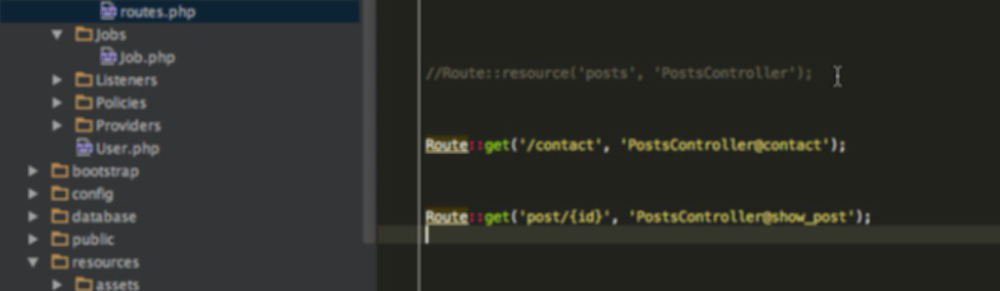 routes.php
Jobs
Job.php
Listeners
Policies
Providers
User.php
bootstrap
config
database
public
resources
assets
//Route::resource('posts', 'PostsController');
Route::get('/contact', 'PostsController@contact');
Route::get('post/{id}', 'PostsController@show_post');